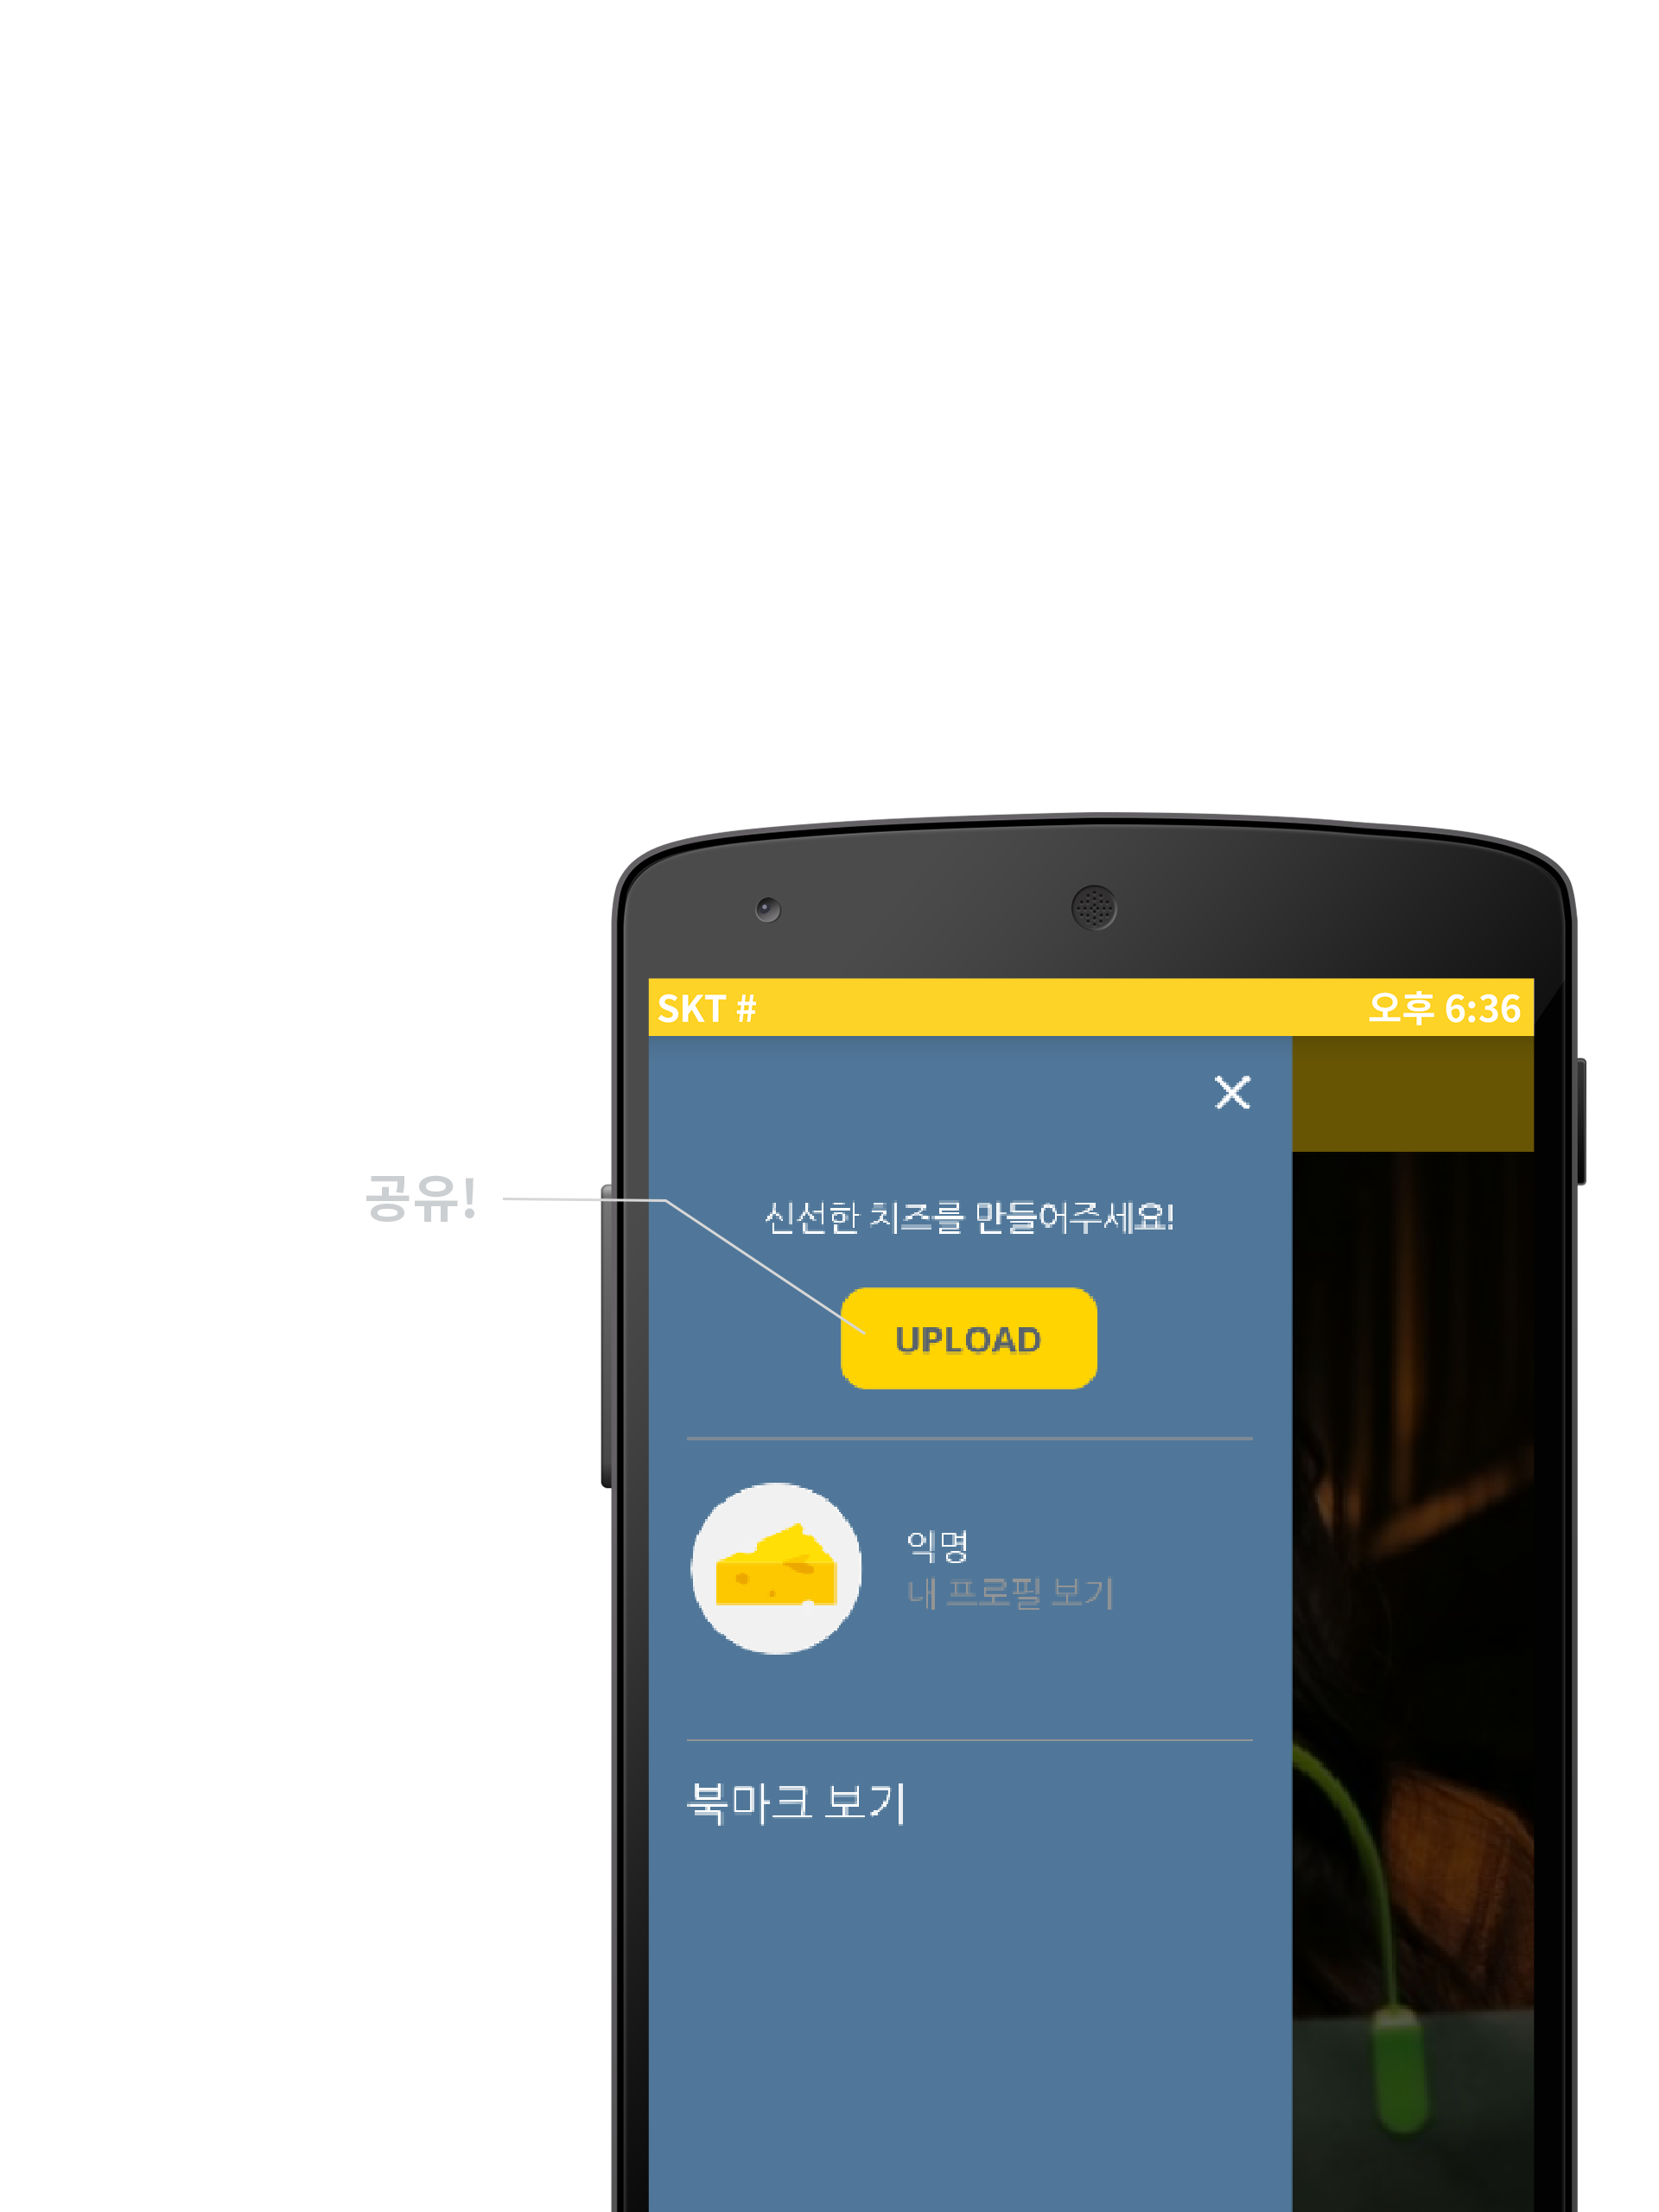 SKT # 오후 6:36
공유!
신선한 치즈를 만들어주세요!
UPLOAD
익명
내 프로필 보기
북마크 보기